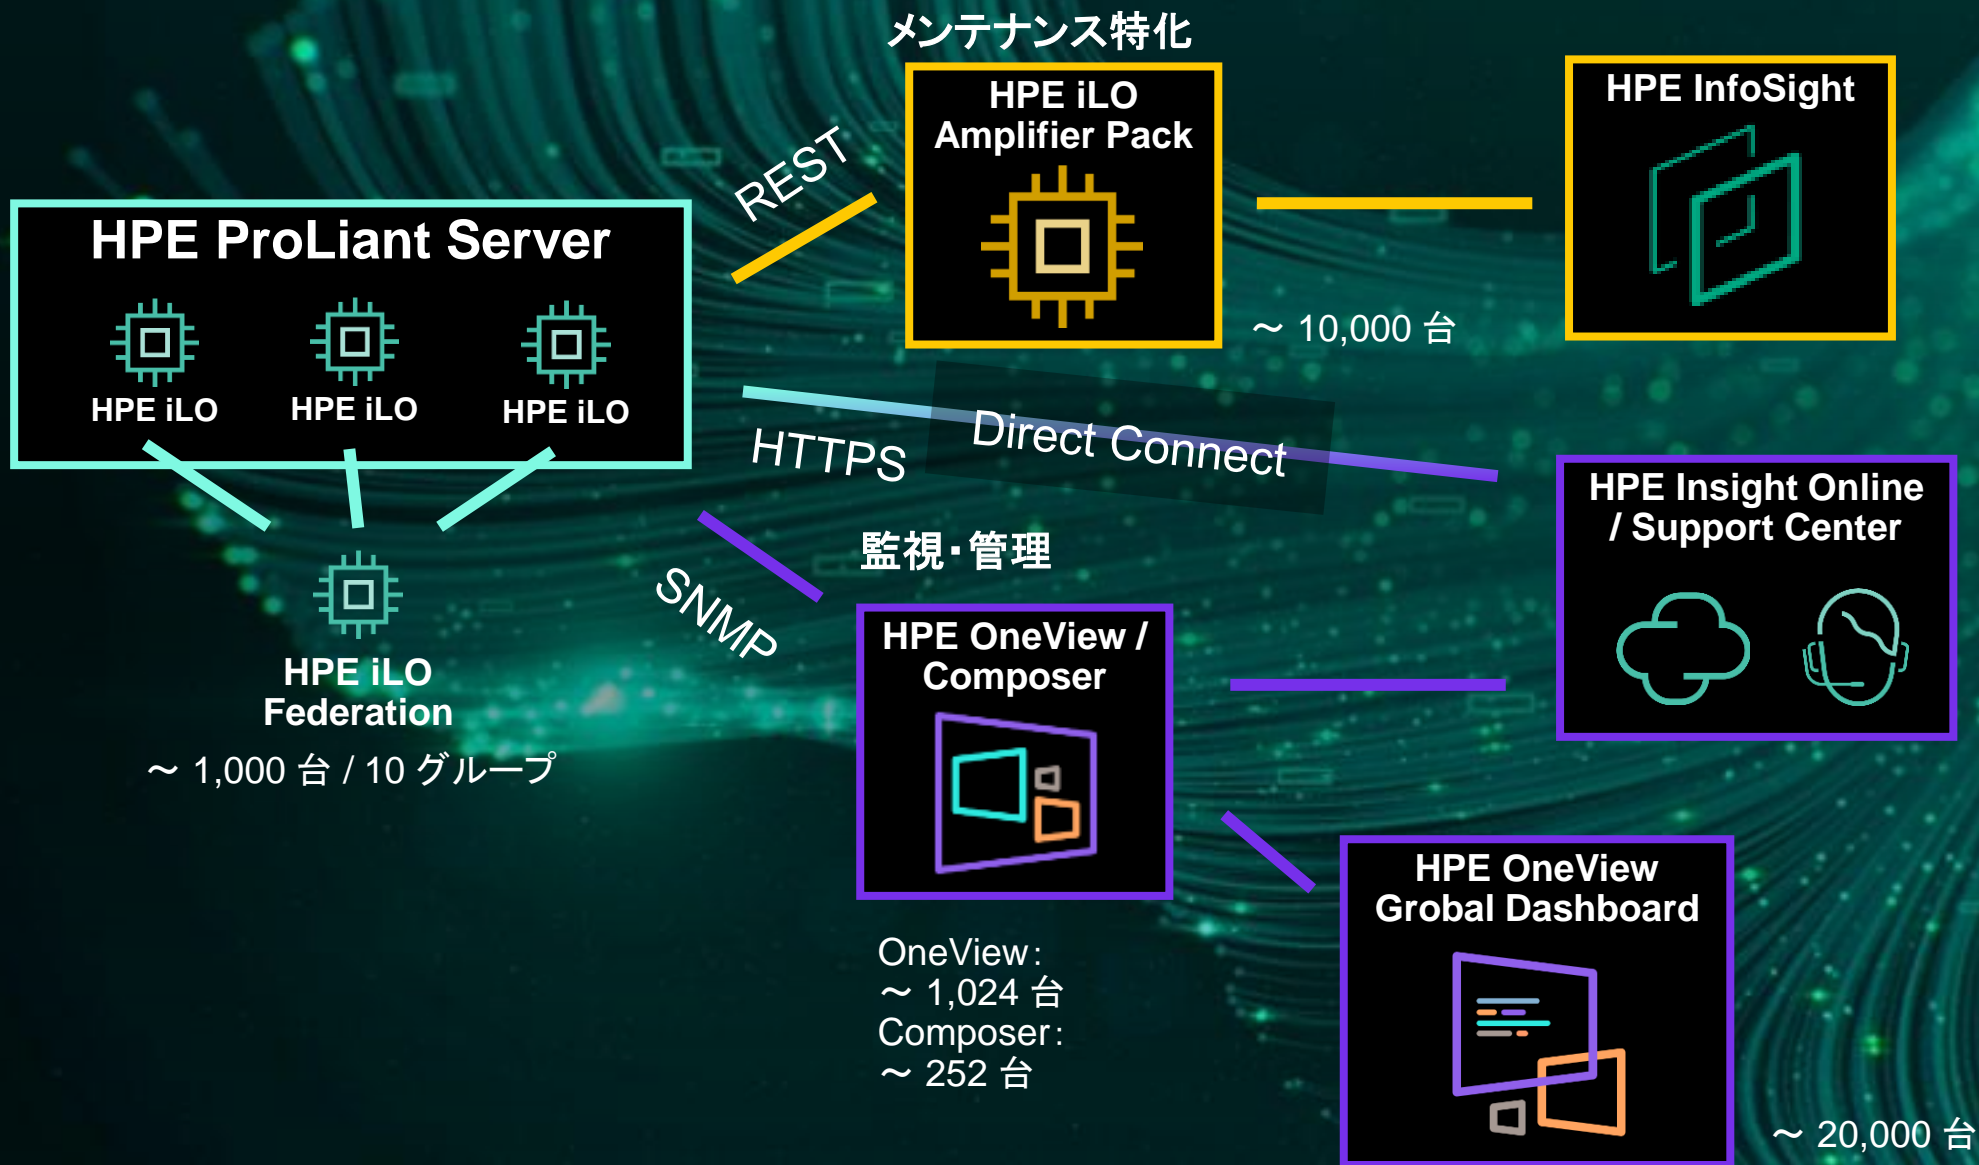 メンテナンス特化
HPE iLO
Amplifier Pack
HPE InfoSight
REST
HPE ProLiant Server
HPE iLO
HPE iLO
HPE iLO
～ 10,000 台
HTTPS
Direct Connect
HPE Insight Online
/ Support Center
監視・管理
SNMP
HPE iLO
Federation
～ 1,000 台 / 10 グループ
HPE OneView /
Composer
HPE OneView
Grobal Dashboard
OneView：
～ 1,024 台
Composer：
～ 252 台
～ 20,000 台